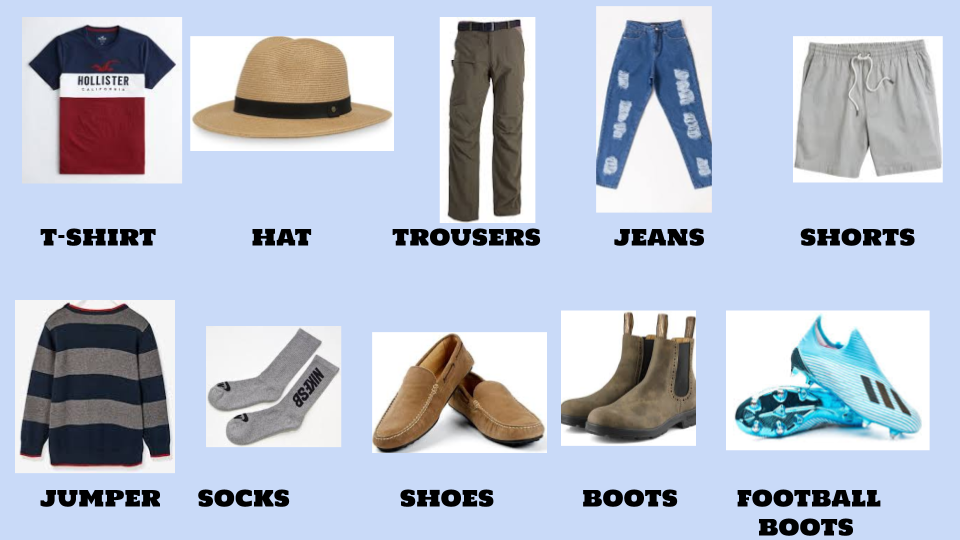 HOLLISTER
CALIFORNIA
T-SHIRT
HAT
TROUSERS
JEANS
SHORTS
NIKE SB
JUMPER
SOCKS
SHOES
BOOTS
FOOTBALL
BOOTS